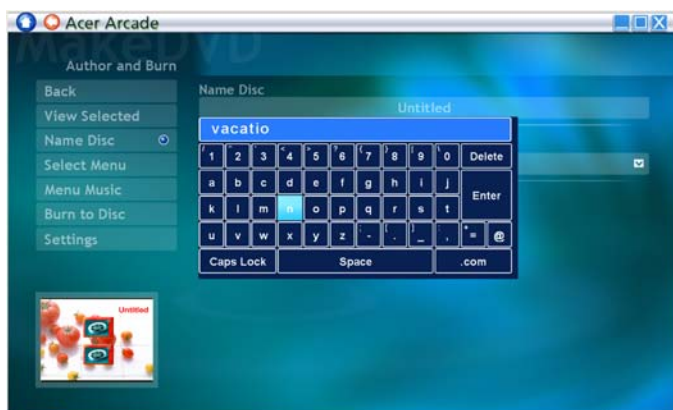 Acer Arcade
MakeDVD
Author and Burn
Back
View Selected
Name Disc
Select Menu
Menu Music
Burn to Disc
Settings
Untitled
Name Disc
Untitled
vacatio
1 2 3 4 5 6 7 8 9 0 Delete
a b c d e f g h i j
Enter
k l m n o p q r s t
u v w x y z - . _ , = @
Caps Lock Space .com